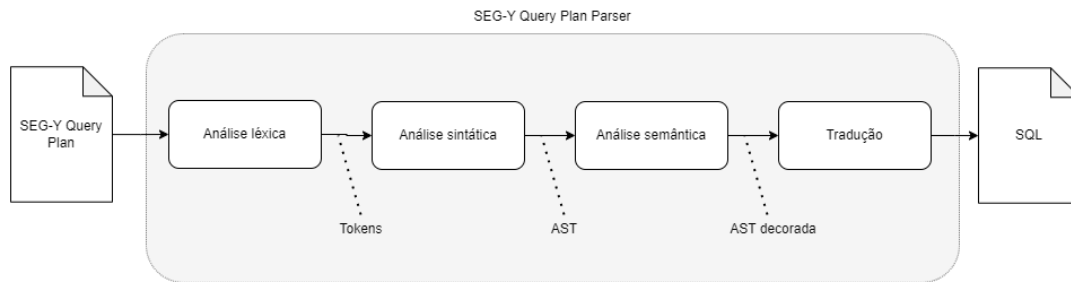 SEG-Y Query Plan Parser
SEG-Y Query
Plan
Análise léxica
Análise sintática
Análise semântica
Tradução
SQL
Tokens
AST
AST decorada